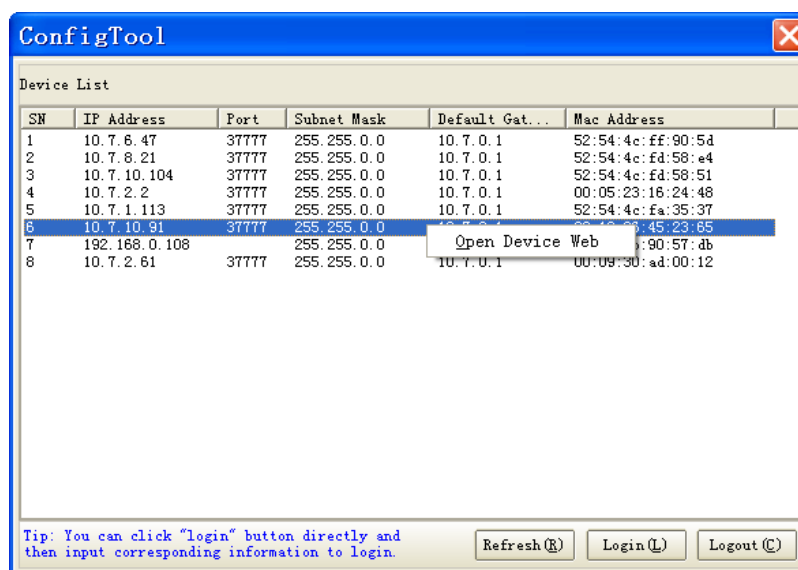 ConfigTool
Device List
SN IP Address Port Subnet Mask Default Gat... Mac Address
1 10.7.6.47 37777 255.255.0.0 10.7.0.1 52:54:4c:ff:90:5d
2 10.7.8.21 37777 255.255.0.0 10.7.0.1 52:54:4c:fd:58:e4
3 10.7.10.104 37777 255.255.0.0 10.7.0.1 52:54:4c:fd:58:51
4 10.7.2.2 37777 255.255.0.0 10.7.0.1 00:05:23:16:24:48
5 10.7.1.113 37777 255.255.0.0 10.7.0.1 52:54:4c:fa:35:37
6 10.7.10.91 37777 255.255.0.0 :45:23:65
Open Device Web
7 192.168.0.108 255.255.0.0 :90:57:db
8 10.7.2.61 37777 255.255.0.0 10.7.0.1 00:09:30:ad:00:12
Tip: You can click "login" button directly and
then input corresponding information to login.
Refresh(R) Login(L) Logout(C)